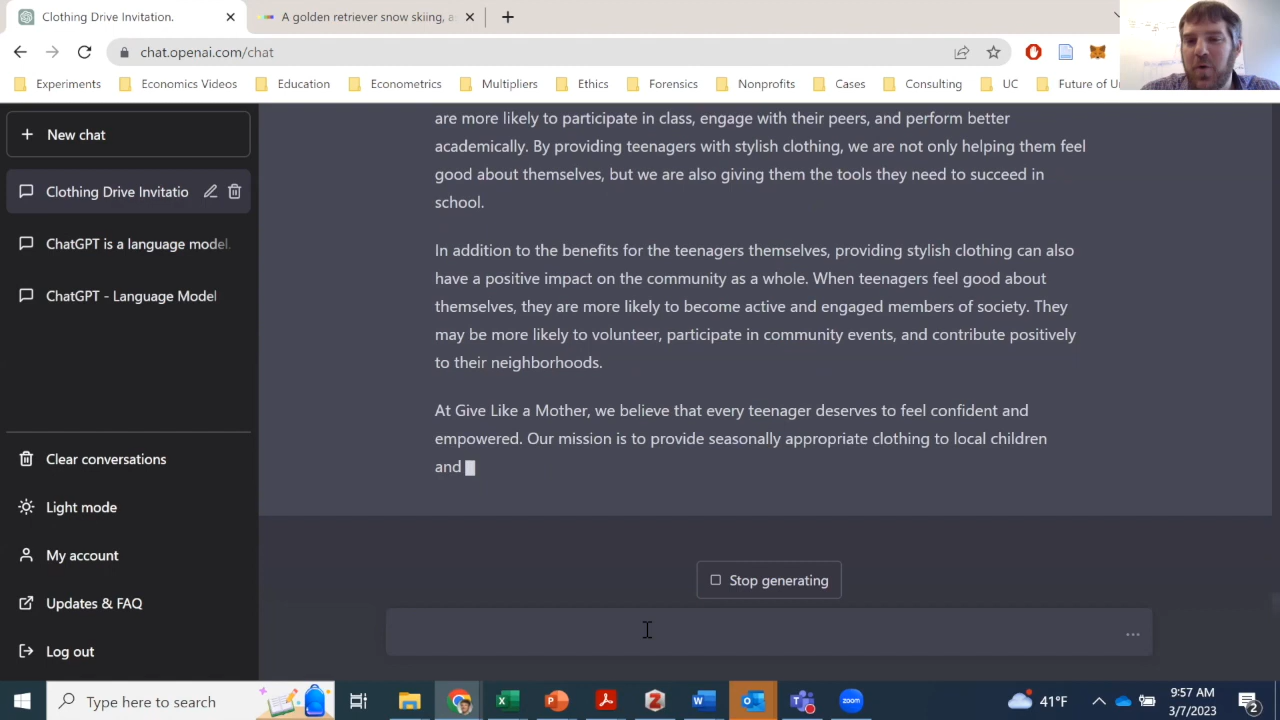 Clothing Drive Invitation.
A golden retriever snow skiing, a
chat.openai.com/chat
Experiments
Economics Videos
Education
Econometrics
Multipliers
Ethics
Forensics
Nonprofits
Cases
Consulting
UC
Future of Un
New chat
Clothing Drive Invitatio
ChatGPT is a language model.
ChatGPT - Language Model
Clear conversations
Light mode
My account
Updates & FAQ
Log out
are more likely to participate in class, engage with their peers, and perform better
academically. By providing teenagers with stylish clothing, we are not only helping them feel
good about themselves, but we are also giving them the tools they need to succeed in
school.
In addition to the benefits for the teenagers themselves, providing stylish clothing can also
have a positive impact on the community as a whole. When teenagers feel good about
themselves, they are more likely to become active and engaged members of society. They
may be more likely to volunteer, participate in community events, and contribute positively
to their neighborhoods.
At Give Like a Mother, we believe that every teenager deserves to feel confident and
empowered. Our mission is to provide seasonally appropriate clothing to local children
and
Stop generating
Type here to search
41°F
9:57 AM
3/7/2023
2